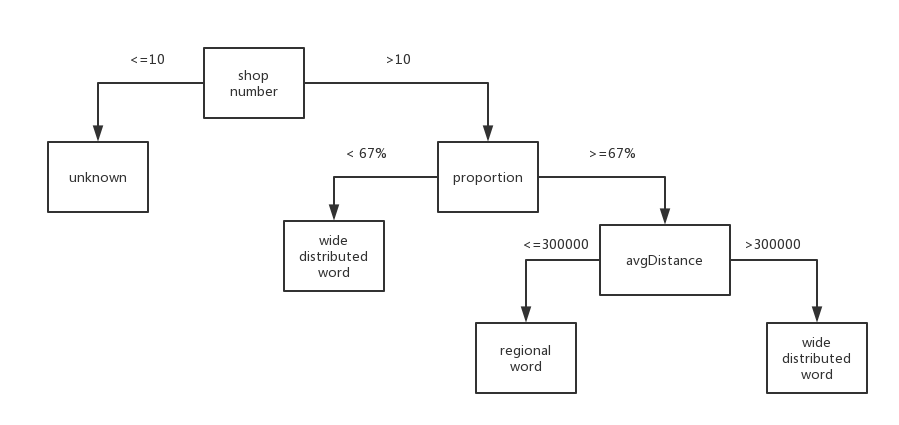 <=10
>10
shop
number
unknown
< 67%
>=67%
proportion
wide
distributed
word
<=300000
>300000
avgDistance
regional
word
wide
distributed
word